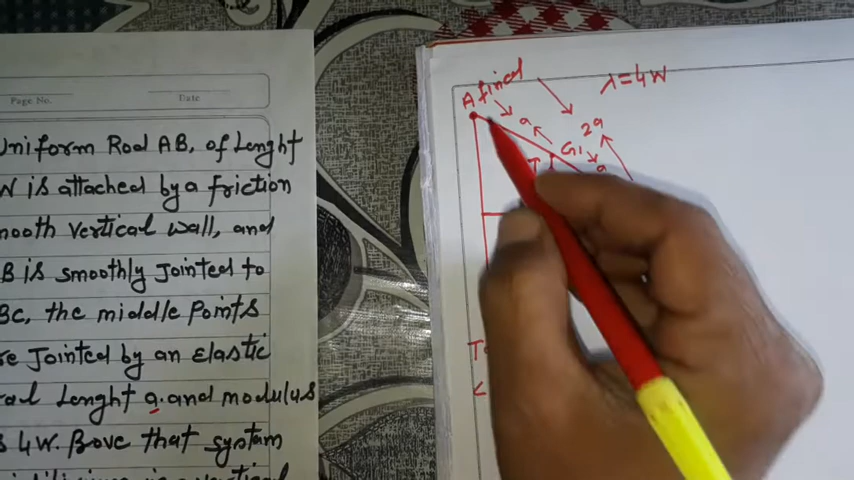 Page No.
Date
Uniform Rod AB, of Lenght
W is attached by a friction
mooth vertical wall, and
B is smoothly Jointed to
BC, the middle Points
re Jointed by an Elastic
ral Lenght a and modulus
s 4W. Prove that system
A fixed
λ=4W
a
2a
G1
a
T